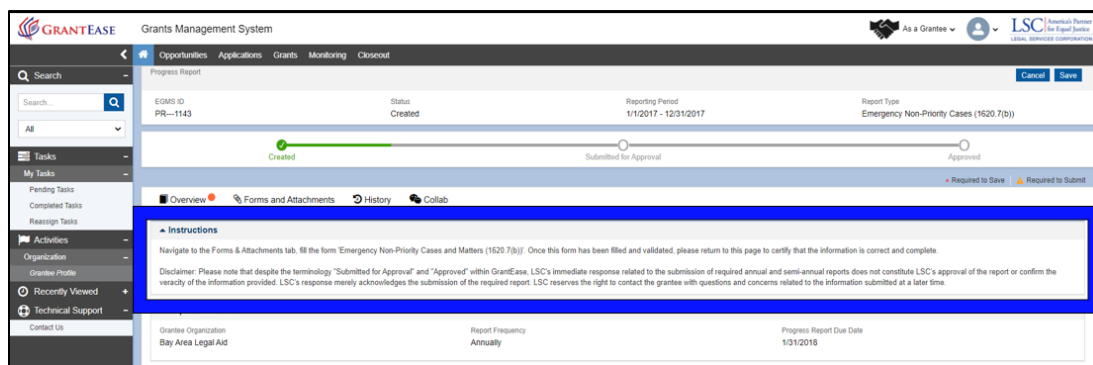 GRANTEASE
Grants Management System
As a Grantee
LSC America's Partner for Equal Justice
LEGAL SERVICES CORPORATION
Opportunities Applications Grants Monitoring Closeout
Search
Search...
All
Tasks
My Tasks
Pending Tasks
Completed Tasks
Reassign Tasks
Activities
Organization
Grantee Profile
Recently Viewed
Technical Support
Contact Us
Progress Report
Cancel Save
EGMS ID Status Reporting Period Report Type
PR---1143 Created 1/1/2017 - 12/31/2017 Emergency Non-Priority Cases (1620.7(b))
Created Submitted for Approval Approved
Required to Save Required to Submit
Overview Forms and Attachments History Collab
Instructions
Navigate to the Forms & Attachments tab, fill the form 'Emergency Non-Priority Cases and Matters (1620.7(b))'. Once this form has been filled and validated, please return to this page to certify that the information is correct and complete.
Disclaimer: Please note that despite the terminology "Submitted for Approval" and "Approved" within GrantEase, LSC's immediate response related to the submission of required annual and semi-annual reports does not constitute LSC's approval of the report or confirm the
veracity of the information provided. LSC's response merely acknowledges the submission of the required report. LSC reserves the right to contact the grantee with questions and concerns related to the information submitted at a later time.
Grantee Organization Report Frequency Progress Report Due Date
Bay Area Legal Aid Annually 1/31/2018